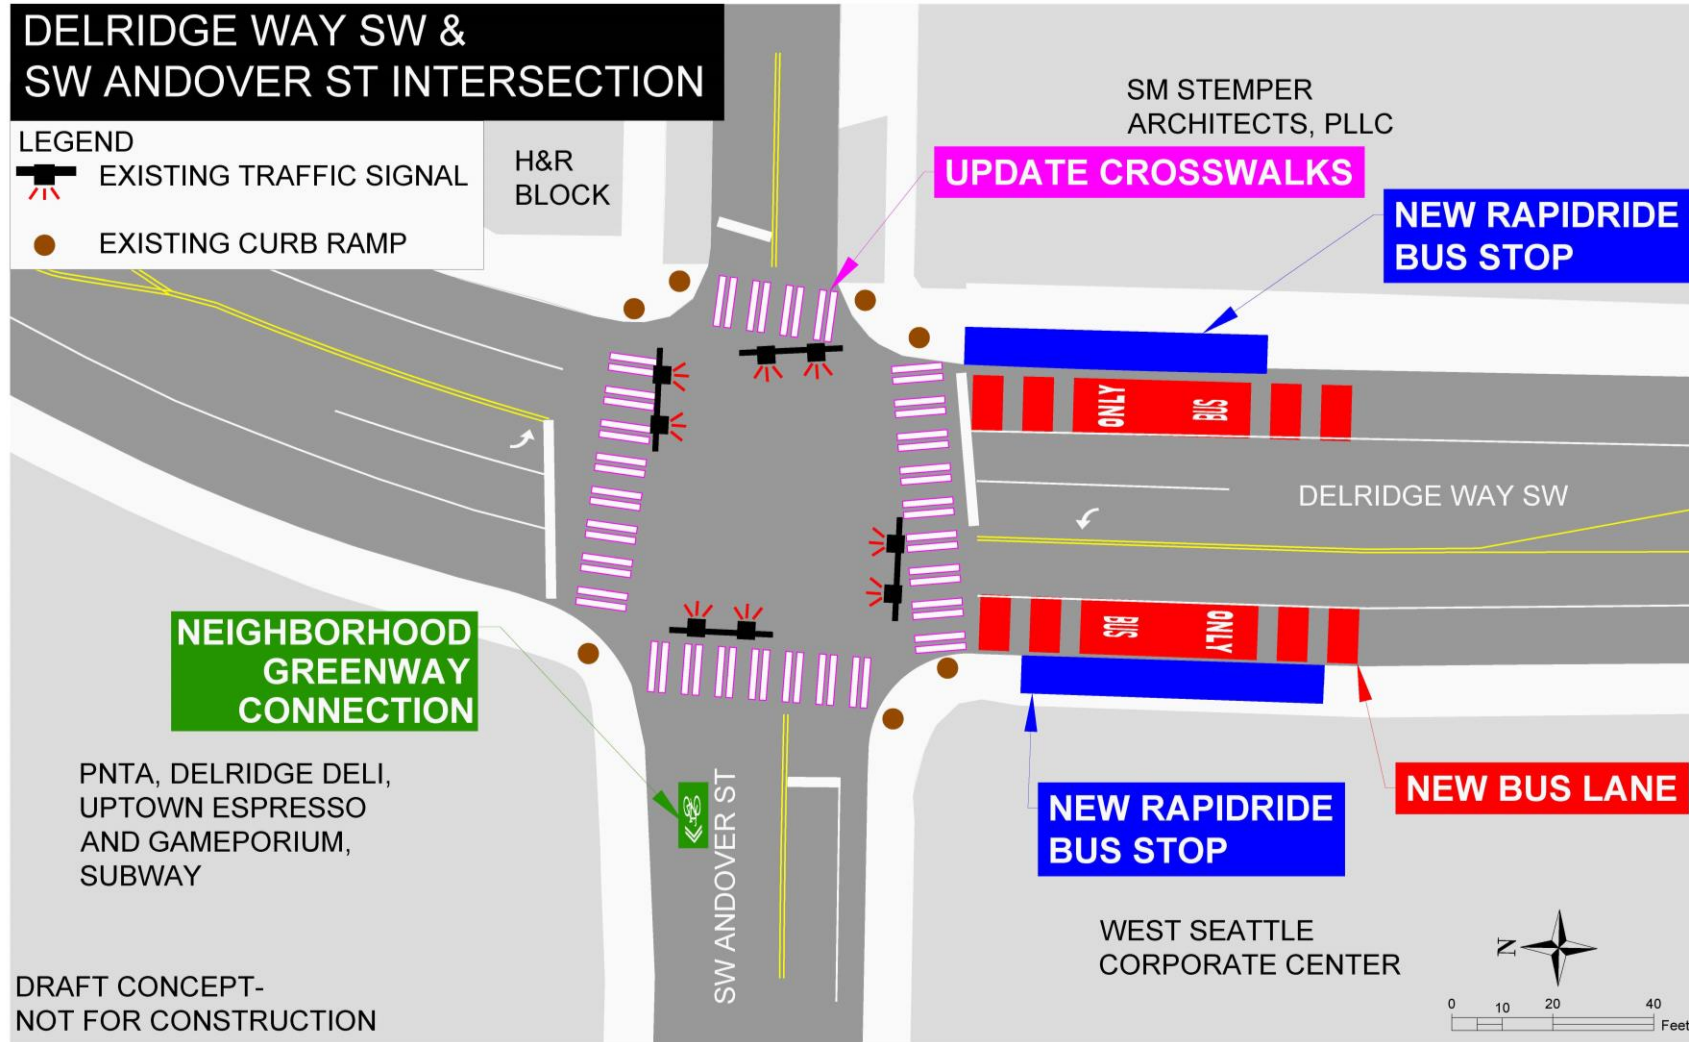 DELRIDGE WAY SW &
SW ANDOVER ST INTERSECTION
LEGEND
EXISTING TRAFFIC SIGNAL
EXISTING CURB RAMP
H&R
BLOCK
SM STEMPER
ARCHITECTS, PLLC
UPDATE CROSSWALKS
NEW RAPIDRIDE
BUS STOP
ONLY
BUS
DELRIDGE WAY SW
BUS
ONLY
NEIGHBORHOOD
GREENWAY
CONNECTION
PNTA, DELRIDGE DELI,
UPTOWN ESPRESSO
AND GAMEPORIUM,
SUBWAY
SW ANDOVER ST
NEW RAPIDRIDE
BUS STOP
NEW BUS LANE
WEST SEATTLE
CORPORATE CENTER
N
0 10 20 40
Feet
DRAFT CONCEPT-
NOT FOR CONSTRUCTION